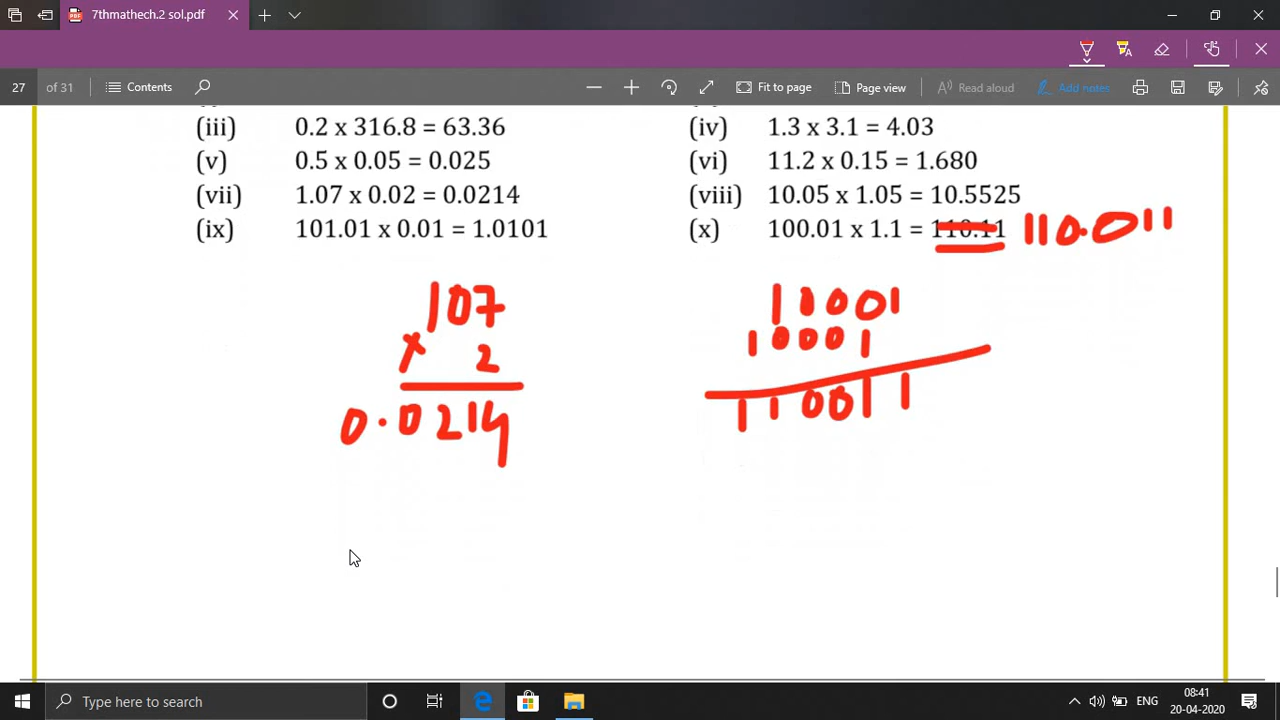 7thmathech.2 sol.pdf
27 of 31 Contents Fit to page Page view Read aloud Add notes
(iii) 0.2 x 316.8 = 63.36 (iv) 1.3 x 3.1 = 4.03
(v) 0.5 x 0.05 = 0.025 (vi) 11.2 x 0.15 = 1.680
(vii) 1.07 x 0.02 = 0.0214 (viii) 10.05 x 1.05 = 10.5525
(ix) 101.01 x 0.01 = 1.0101 (x) 100.01 x 1.1 = 110.11 110.011
107
x 2
0.0214
10001
10001
110011
Type here to search ENG 08:41
20-04-2020